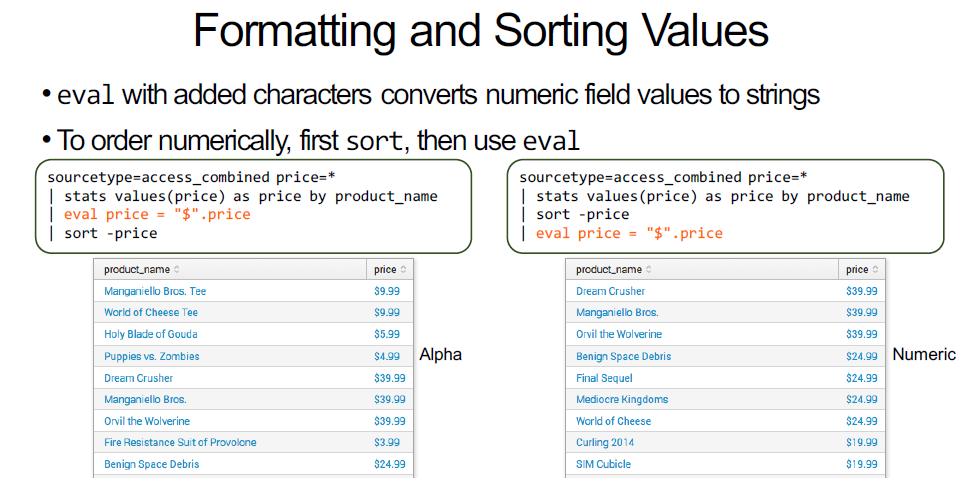 Formatting and Sorting Values
• eval with added characters converts numeric field values to strings
• To order numerically, first sort, then use eval
sourcetype=access_combined price=*
| stats values(price) as price by product_name
| eval price = "$".price
| sort -price
product_name price
Manganiello Bros. Tee $9.99
World of Cheese Tee $9.99
Holy Blade of Gouda $5.99
Puppies vs. Zombies $4.99
Dream Crusher $39.99
Manganiello Bros. $39.99
Orvil the Wolverine $39.99
Fire Resistance Suit of Provolone $3.99
Benign Space Debris $24.99
Alpha
sourcetype=access_combined price=*
| stats values(price) as price by product_name
| sort -price
| eval price = "$".price
product_name price
Dream Crusher $39.99
Manganiello Bros. $39.99
Orvil the Wolverine $39.99
Benign Space Debris $24.99
Final Sequel $24.99
Mediocre Kingdoms $24.99
World of Cheese $24.99
Curling 2014 $19.99
SIM Cubicle $19.99
Numeric